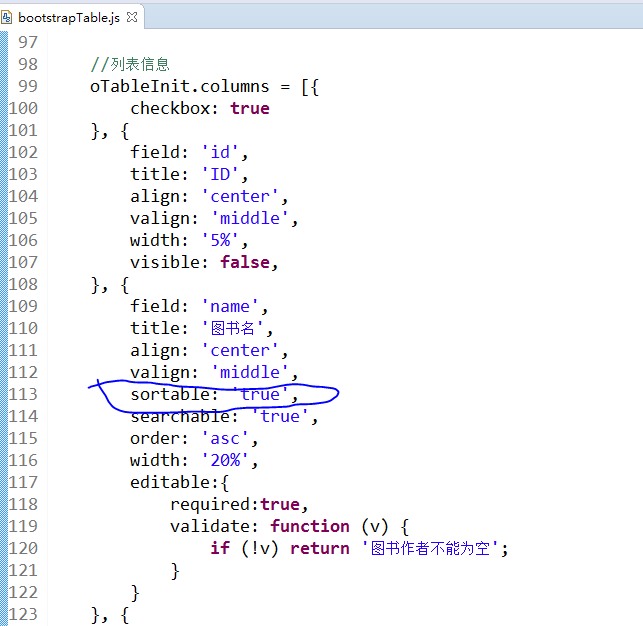 bootstrapTable.js
97
98 //列表信息
99 oTableInit.columns = [{
100 checkbox: true
101 }, {
102 field: 'id',
103 title: 'ID',
104 align: 'center',
105 valign: 'middle',
106 width: '5%',
107 visible: false,
108 }, {
109 field: 'name',
110 title: '图书名',
111 align: 'center',
112 valign: 'middle',
113 sortable: 'true',
114 searchable: 'true',
115 order: 'asc',
116 width: '20%',
117 editable:{
118 required:true,
119 validate: function (v) {
120 if (!v) return '图书作者不能为空';
121 }
122 }
123 }, {